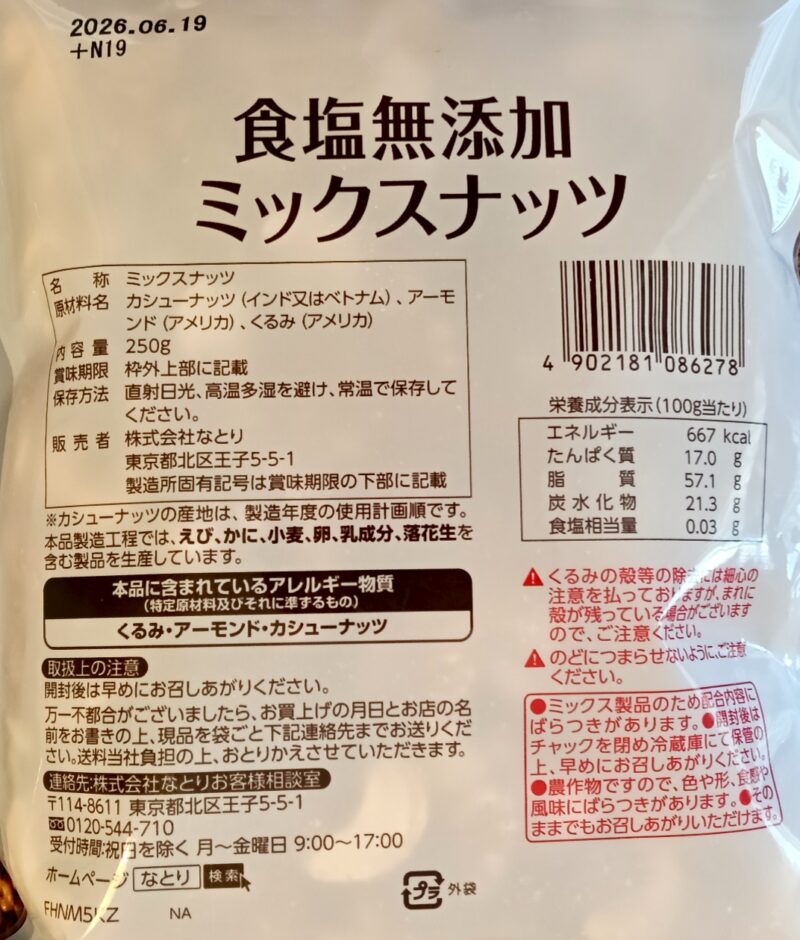 2026.06.19
+N19
食塩無添加
ミックスナッツ
名称 ミックスナッツ
原材料名 カシューナッツ(インド又はベトナム)、アーモ
ンド(アメリカ)、くるみ(アメリカ)
内容量 250g
賞味期限 枠外上部に記載
保存方法 直射日光、高温多湿を避け、常温で保存して
ください。
販売者 株式会社なとり
東京都北区王子5-5-1
製造所固有記号は賞味期限の下部に記載
※カシューナッツの産地は、製造年度の使用計画順です。
本品製造工程では、えび、かに、小麦、卵、乳成分、落花生を
含む製品を生産しています。
本品に含まれているアレルギー物質
(特定原材料及びそれに準ずるもの)
くるみ・アーモンド・カシューナッツ
取扱上の注意
開封後は早めにお召しあがりください。
万一不都合がございましたら、お買上げの月日とお店の名
前をお書きの上、現品を袋ごと下記連絡先までお送りくだ
さい。送料当社負担の上、おとりかえさせていただきます。
連絡先:株式会社なとりお客様相談室
〒114-8611 東京都北区王子5-5-1
0120-544-710
受付時間:祝日を除く 月〜金曜日 9:00〜17:00
ホームページ なとり 検索
FHNM5KZ NA
4 902181 086278
栄養成分表示(100g当たり)
エネルギー 667 kcal
たんぱく質 17.0 g
脂質 57.1 g
炭水化物 21.3 g
食塩相当量 0.03 g
くるみの殻等の除去には細心の
注意を払っておりますが、まれに
殻が残っている場合がございます
ので、ご注意ください。
のどにつまらせないように、ご注意
ください。
●ミックス製品のため配合内容に
ばらつきがあります。●開封後は
チャックを閉め冷蔵庫にて保管の
上、早めにお召しあがりください。
●農作物ですので、色や形、食感や
風味にばらつきがあります。●その
ままでもお召しあがりいただけます。
プラ 外袋